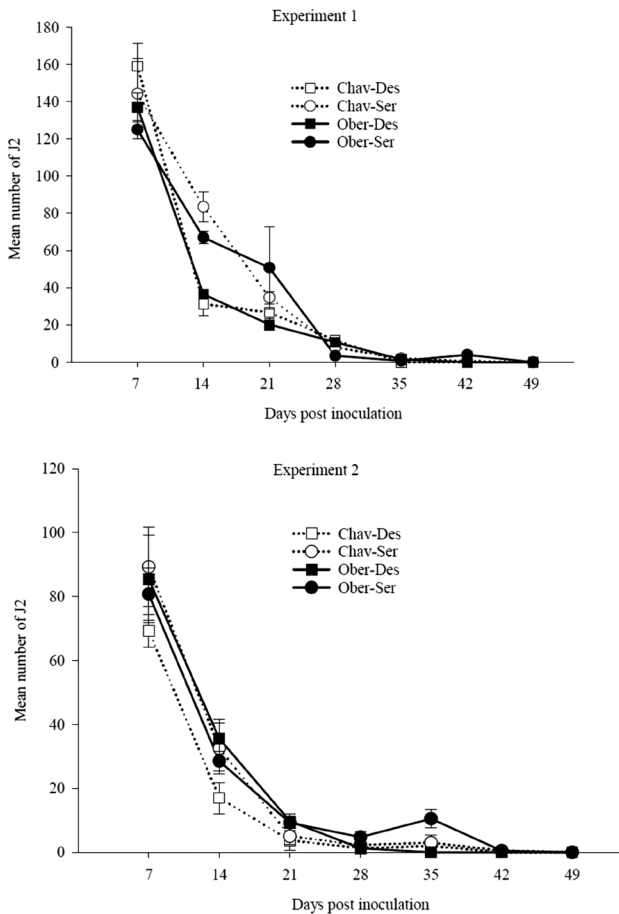 Experiment 1
180
160
140
120
100
80
60
40
20
0
Mean number of J2
Chav-Des
Chav-Ser
Ober-Des
Ober-Ser
7 14 21 28 35 42 49
Days post inoculation
Experiment 2
120
100
80
60
40
20
0
Mean number of J2
Chav-Des
Chav-Ser
Ober-Des
Ober-Ser
7 14 21 28 35 42 49
Days post inoculation